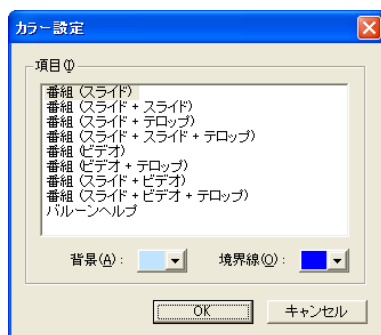 カラー設定
項目(I)
番組 (スライド)
番組 (スライド + スライド)
番組 (スライド + テロップ)
番組 (スライド + スライド + テロップ)
番組 (ビデオ)
番組 (ビデオ + テロップ)
番組 (スライド + ビデオ)
番組 (スライド + ビデオ + テロップ)
バルーンヘルプ
背景(A) : 境界線(O) :
OK キャンセル